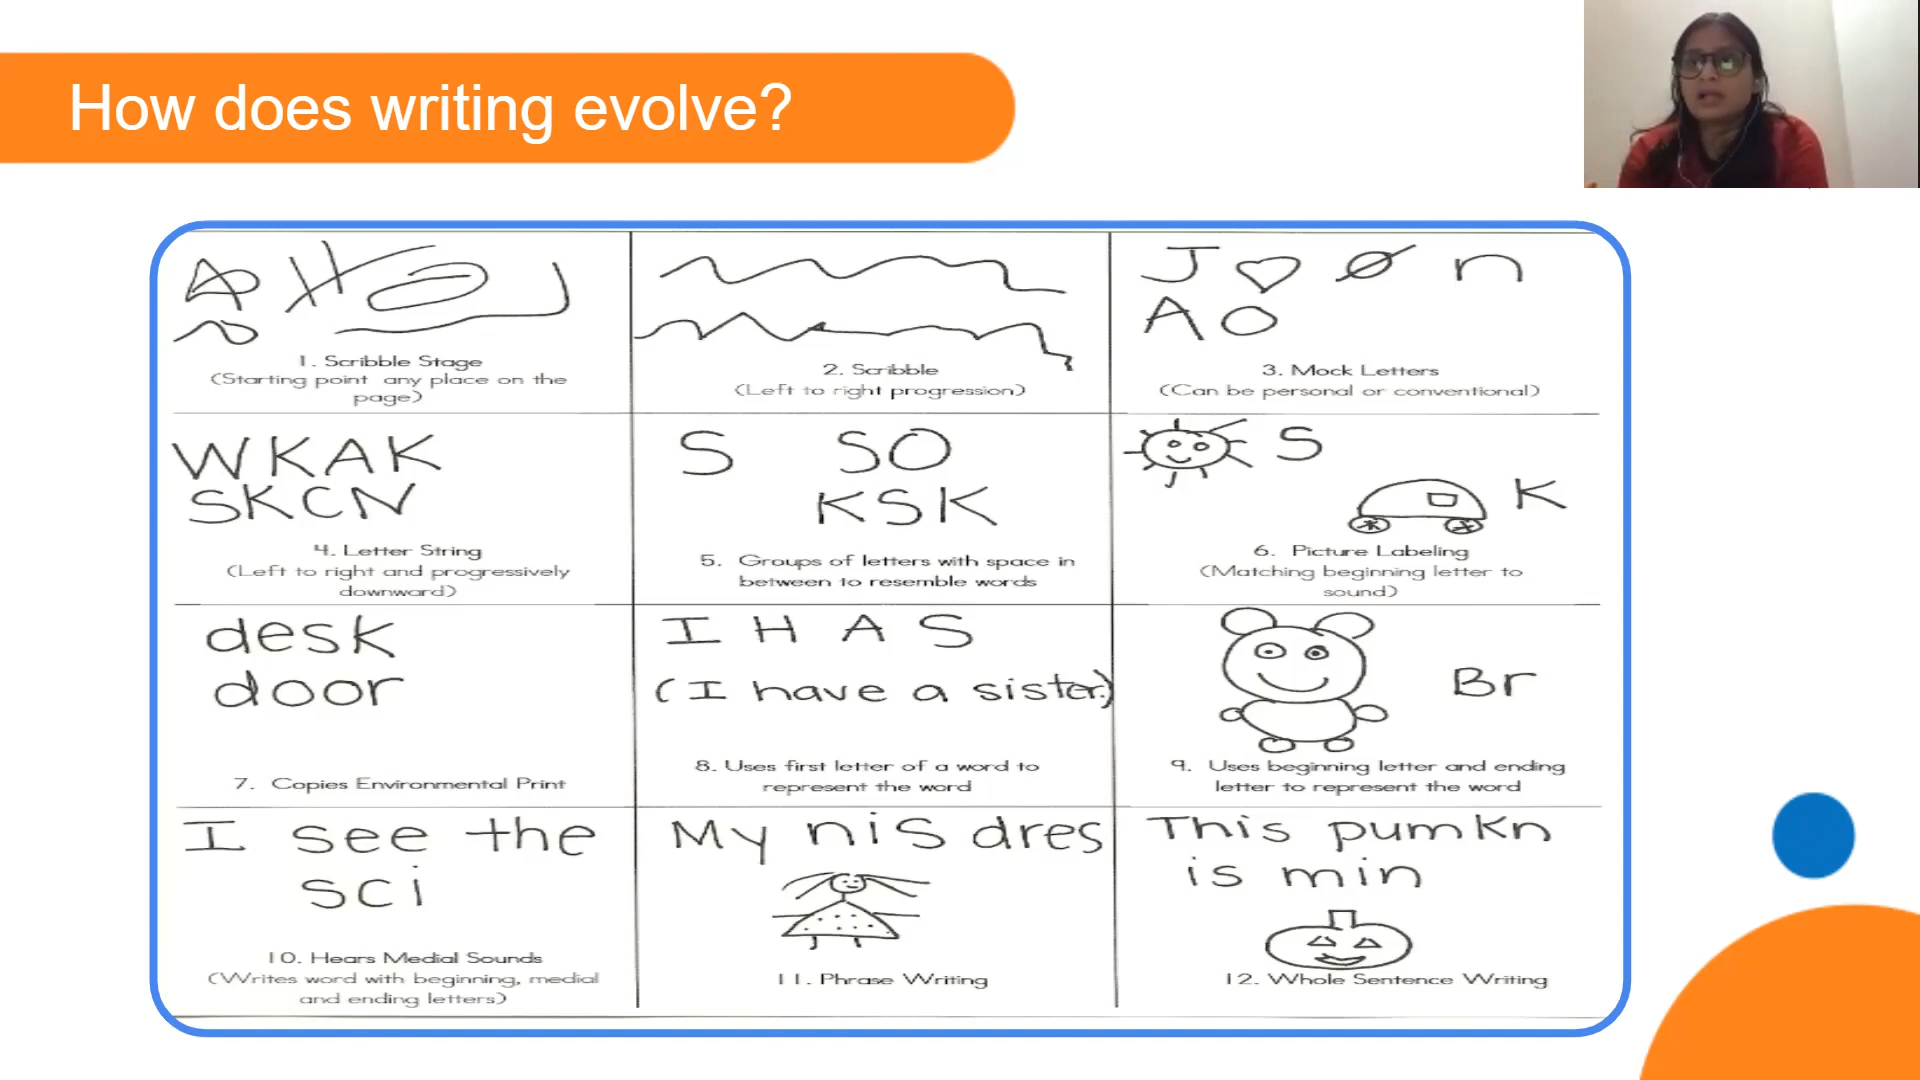 How does writing evolve?
1. Scribble Stage
(Starting point any place on the
page)
2. Scribble
(Left to right progression)
J n
A O
3. Mock Letters
(Can be personal or conventional)
WKAK
SKCN
4. Letter String
(Left to right and progressively
downward)
S SO
KSK
5. Groups of letters with space in
between to resemble words
S
K
6. Picture Labeling
(Matching beginning letter to
sound)
desk
door
7. Copies Environmental Print
I H A S
(I have a sister.)
8. Uses first letter of a word to
represent the word
Br
9. Uses beginning letter and ending
letter to represent the word
I see the
sci
10. Hears Medial Sounds
(Writes word with beginning, medial
and ending letters)
My nis dres
11. Phrase Writing
This pumkn
is min
12. Whole Sentence Writing